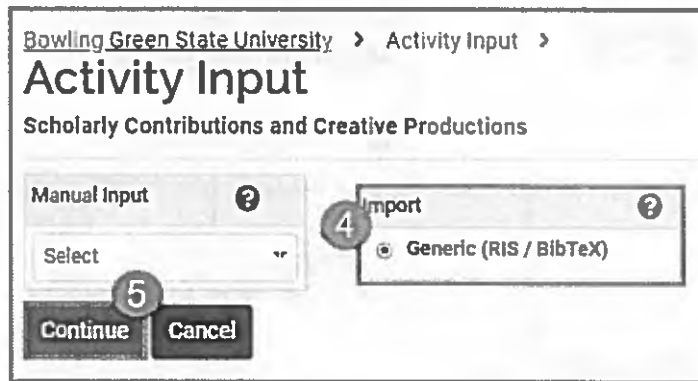 Bowling Green State University > Activity Input >
Activity Input
Scholarly Contributions and Creative Productions
Manual Input ?
Import ?
4
Select
Generic (RIS / BibTeX)
5
Continue Cancel